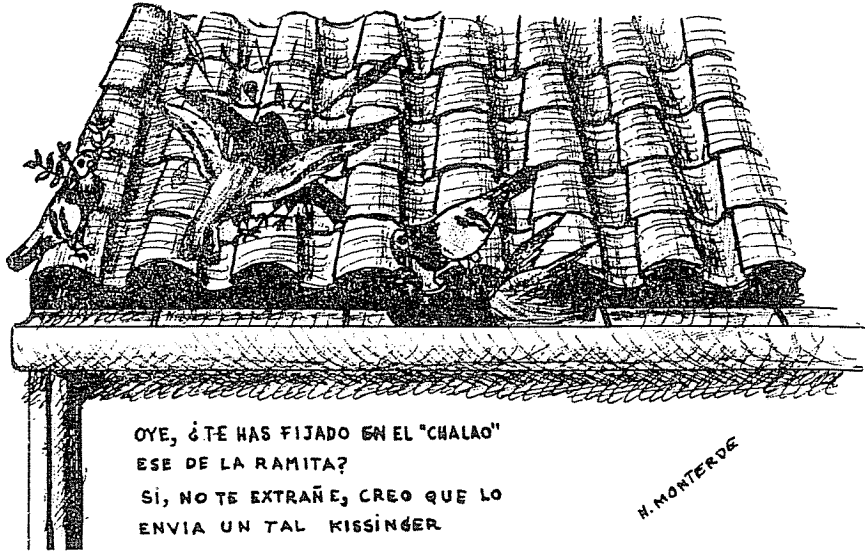 OYE, ¿TE HAS FIJADO EN EL "CHALAO"
ESE DE LA RAMITA?
SI, NO TE EXTRAÑE, CREO QUE LO
ENVIA UN TAL KISSINGER
H. MONTERDE